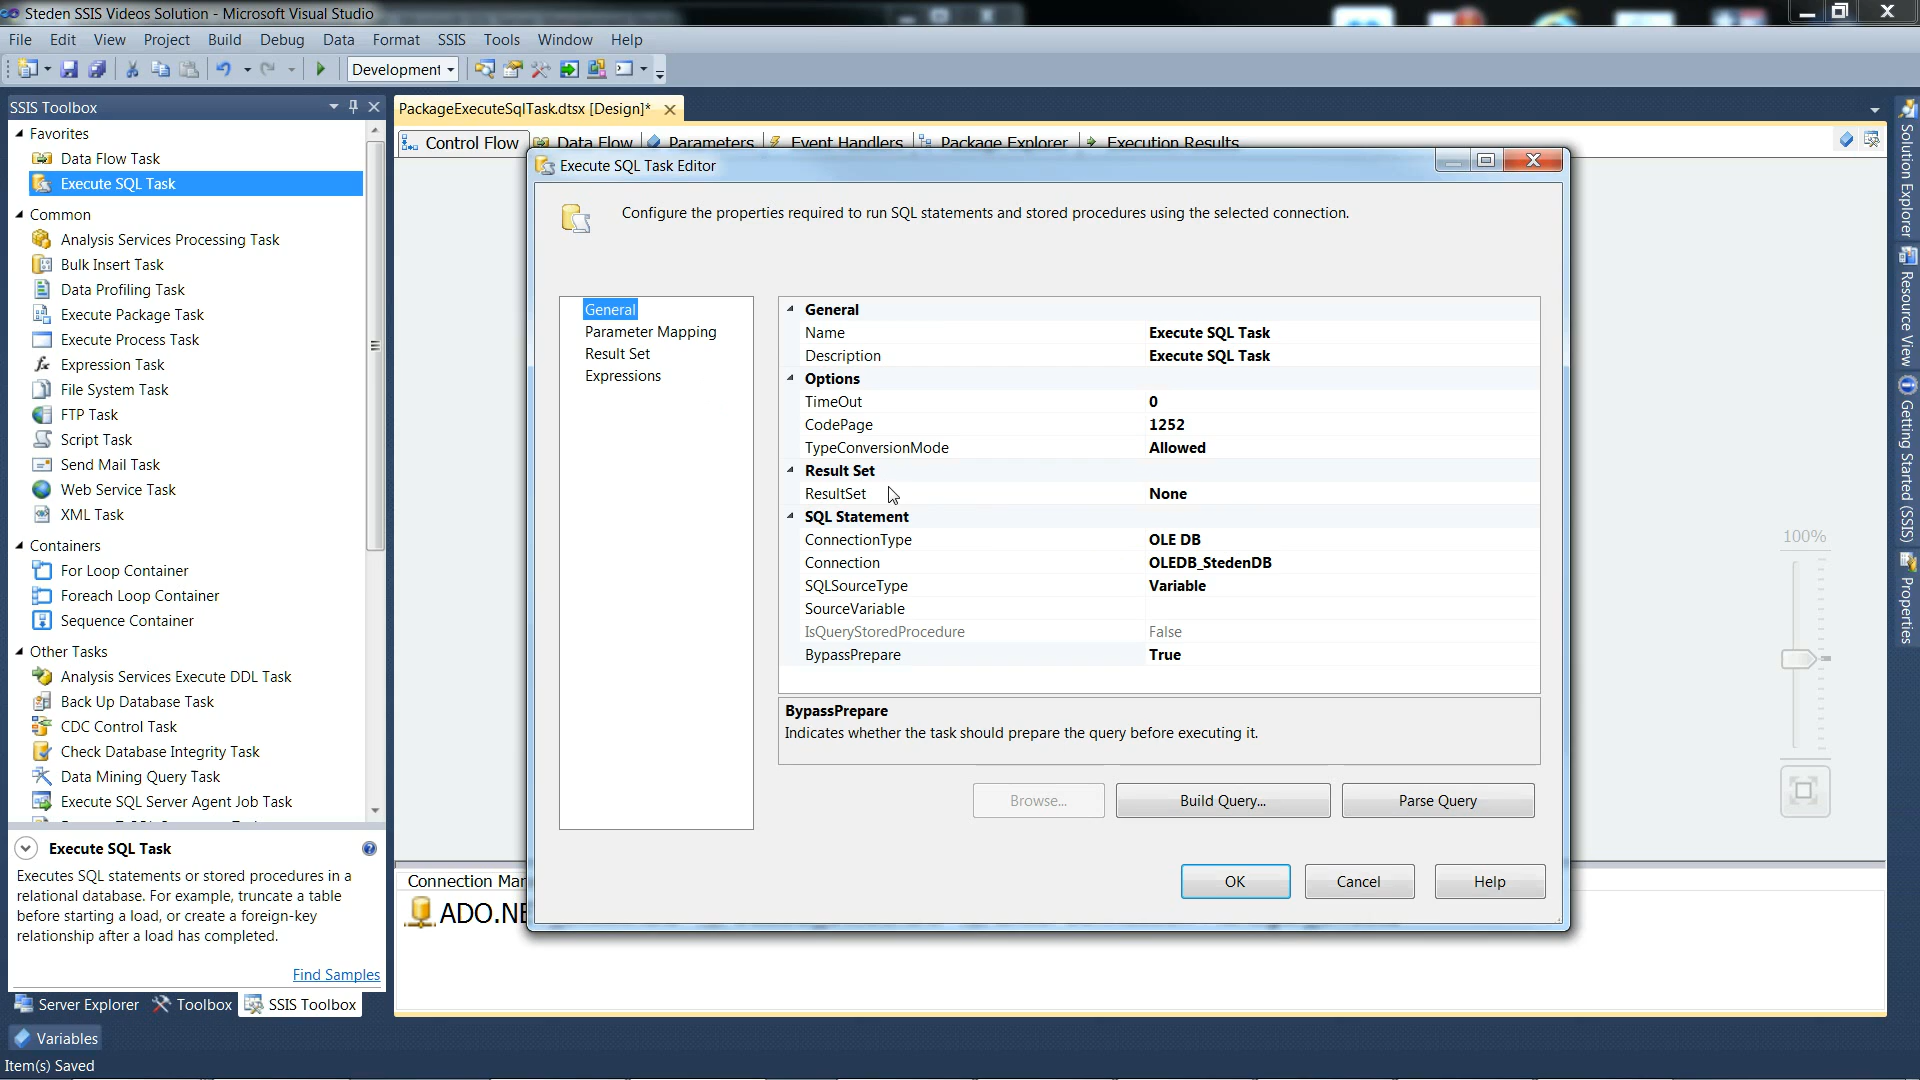 Steden SSIS Videos Solution - Microsoft Visual Studio
File Edit View Project Build Debug Data Format SSIS Tools Window Help
Development
SSIS Toolbox
Favorites
Data Flow Task
Execute SQL Task
Common
Analysis Services Processing Task
Bulk Insert Task
Data Profiling Task
Execute Package Task
Execute Process Task
Expression Task
File System Task
FTP Task
Script Task
Send Mail Task
Web Service Task
XML Task
Containers
For Loop Container
Foreach Loop Container
Sequence Container
Other Tasks
Analysis Services Execute DDL Task
Back Up Database Task
CDC Control Task
Check Database Integrity Task
Data Mining Query Task
Execute SQL Server Agent Job Task
Execute SQL Task
Executes SQL statements or stored procedures in a
relational database. For example, truncate a table
before starting a load, or create a foreign-key
relationship after a load has completed.
Find Samples
Server Explorer Toolbox SSIS Toolbox
Variables
Item(s) Saved
PackageExecuteSqlTask.dtsx [Design]*
Control Flow Data Flow Parameters Event Handlers Package Explorer Execution Results
Execute SQL Task Editor
Configure the properties required to run SQL statements and stored procedures using the selected connection.
General
Parameter Mapping
Result Set
Expressions
General
Name Execute SQL Task
Description Execute SQL Task
Options
TimeOut 0
CodePage 1252
TypeConversionMode Allowed
Result Set
ResultSet None
SQL Statement
ConnectionType OLE DB
Connection OLEDB_StedenDB
SQLSourceType Variable
SourceVariable
IsQueryStoredProcedure False
BypassPrepare True
BypassPrepare
Indicates whether the task should prepare the query before executing it.
Browse... Build Query... Parse Query
OK Cancel Help
Connection Mar
ADO.NE
100%
Solution Explorer
Resource View
Getting Started (SSIS)
Properties